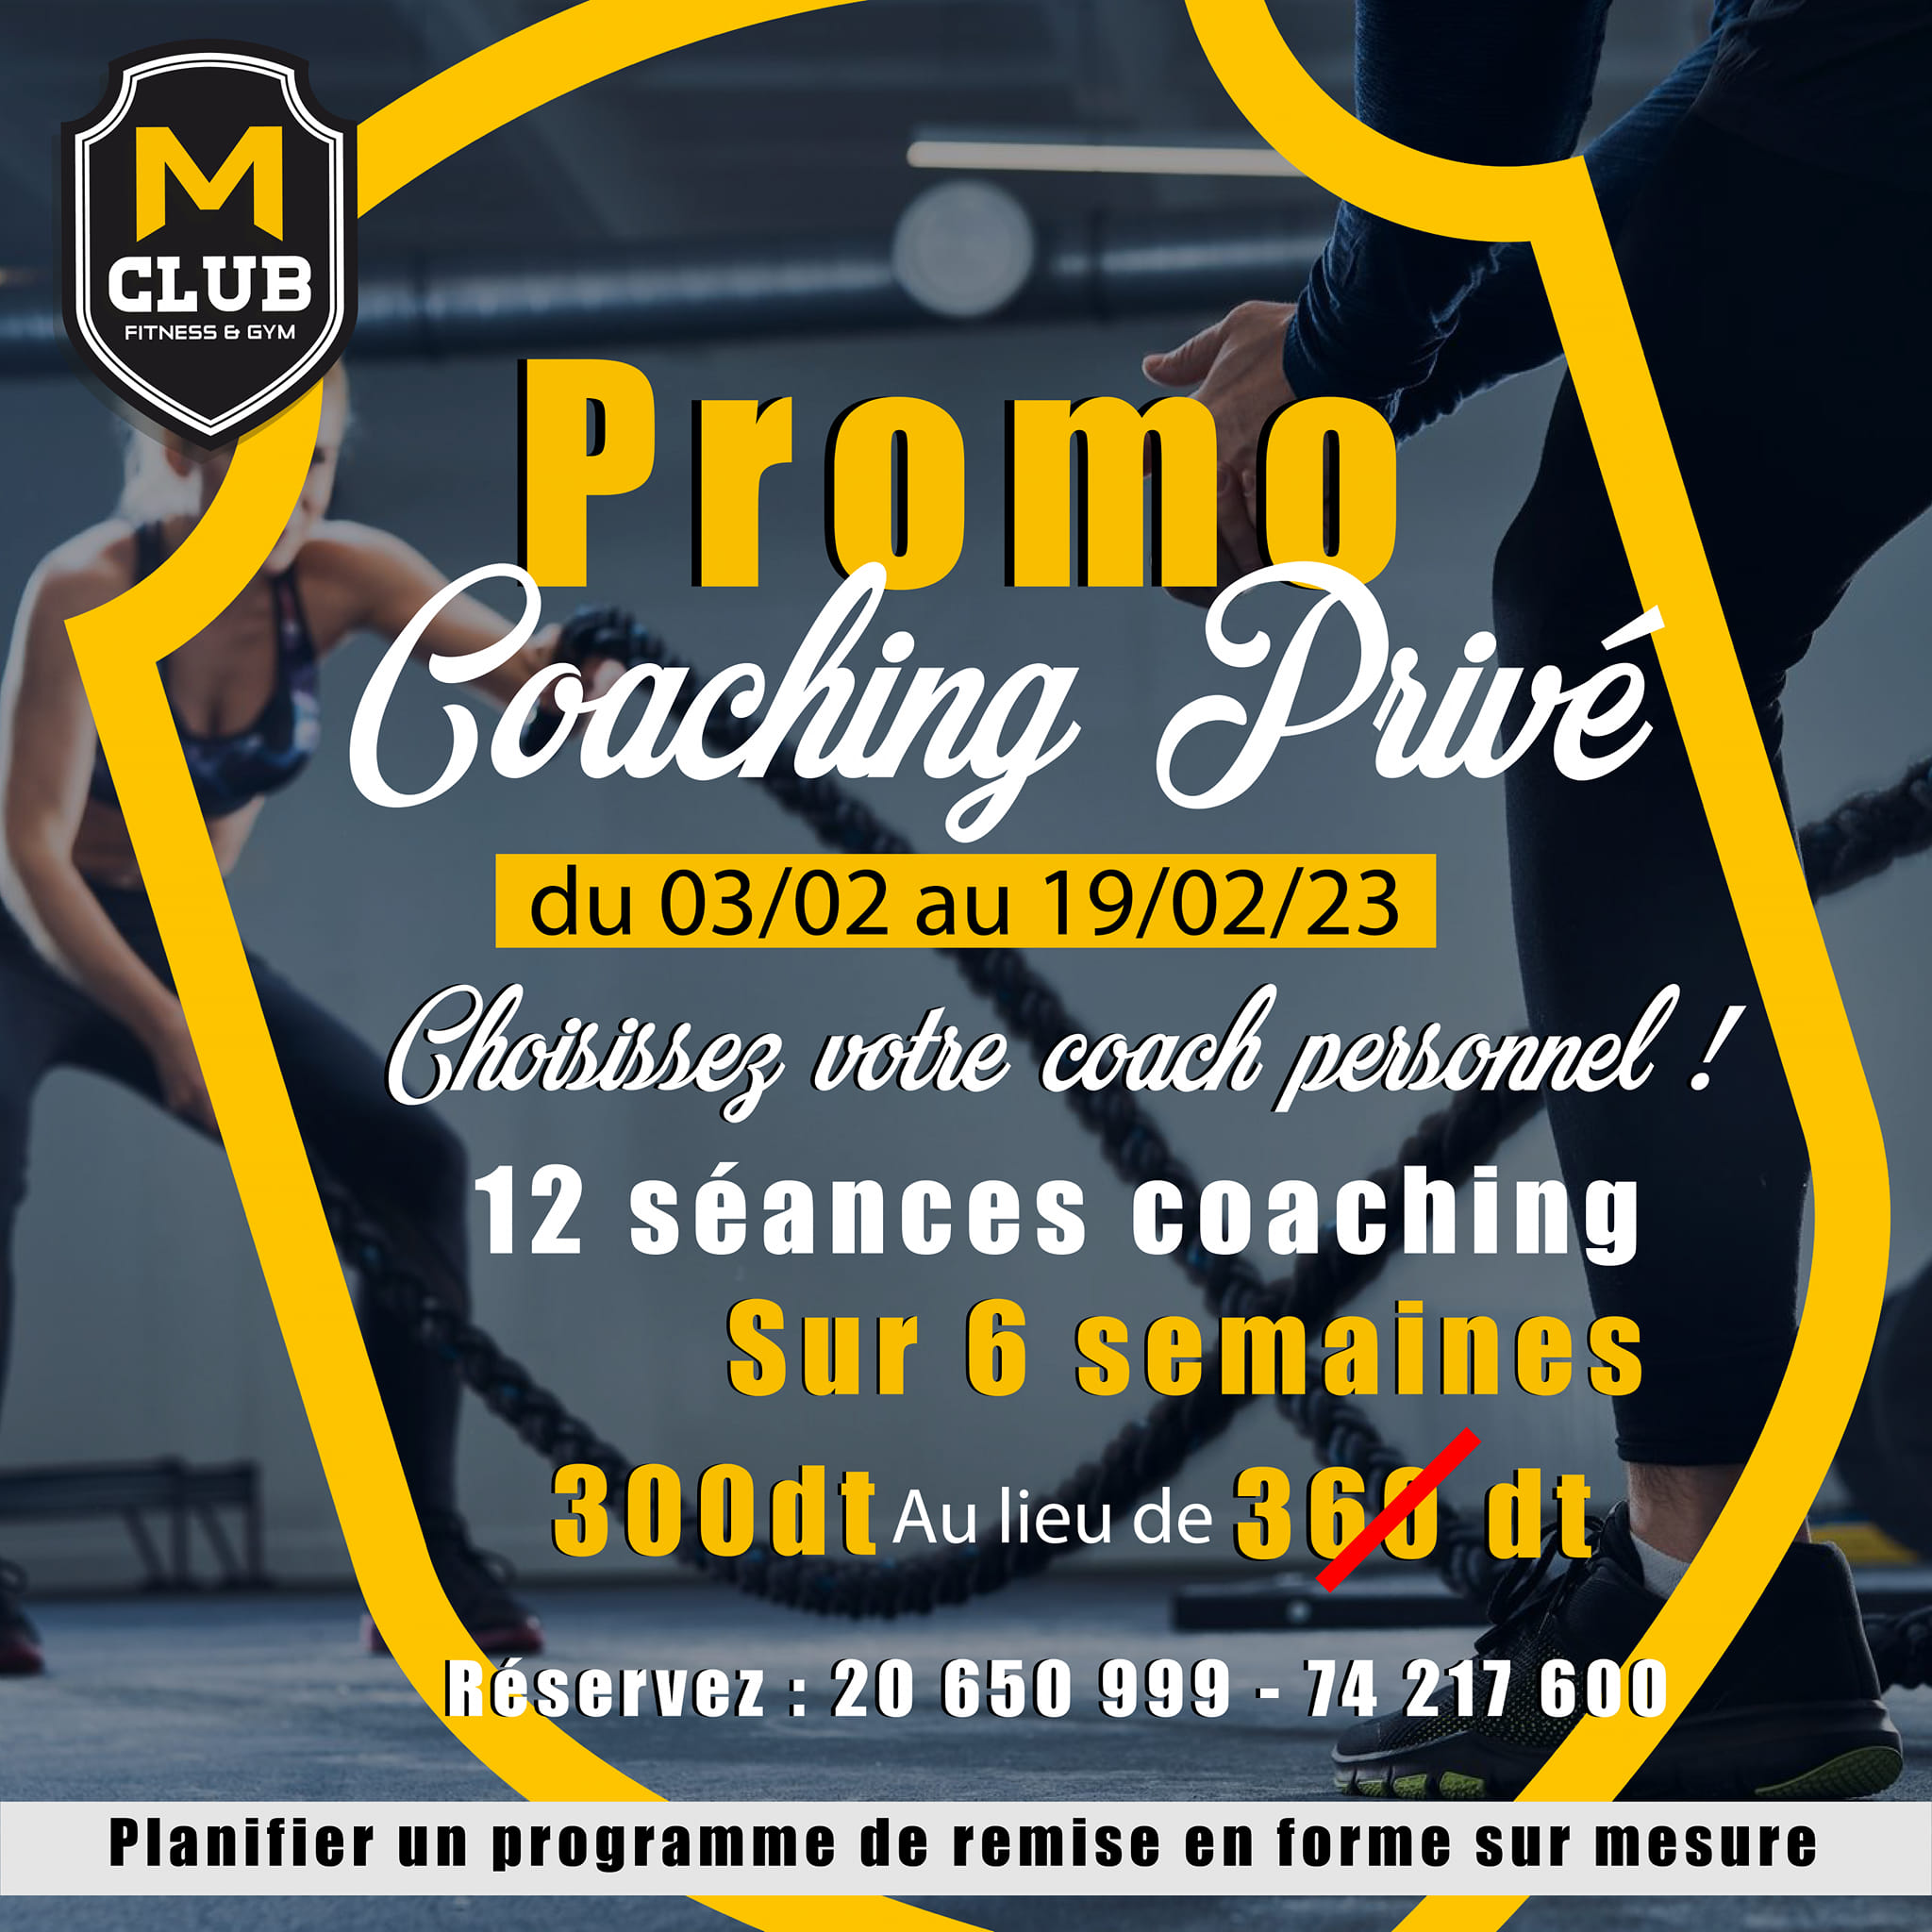 M
CLUB
FITNESS & GYM
Promo
Coaching Privé
du 03/02 au 19/02/23
Choisissez votre coach personnel !
12 séances coaching
Sur 6 semaines
300dt Au lieu de 360 dt
Réservez : 20 650 999 - 74 217 600
Planifier un programme de remise en forme sur mesure